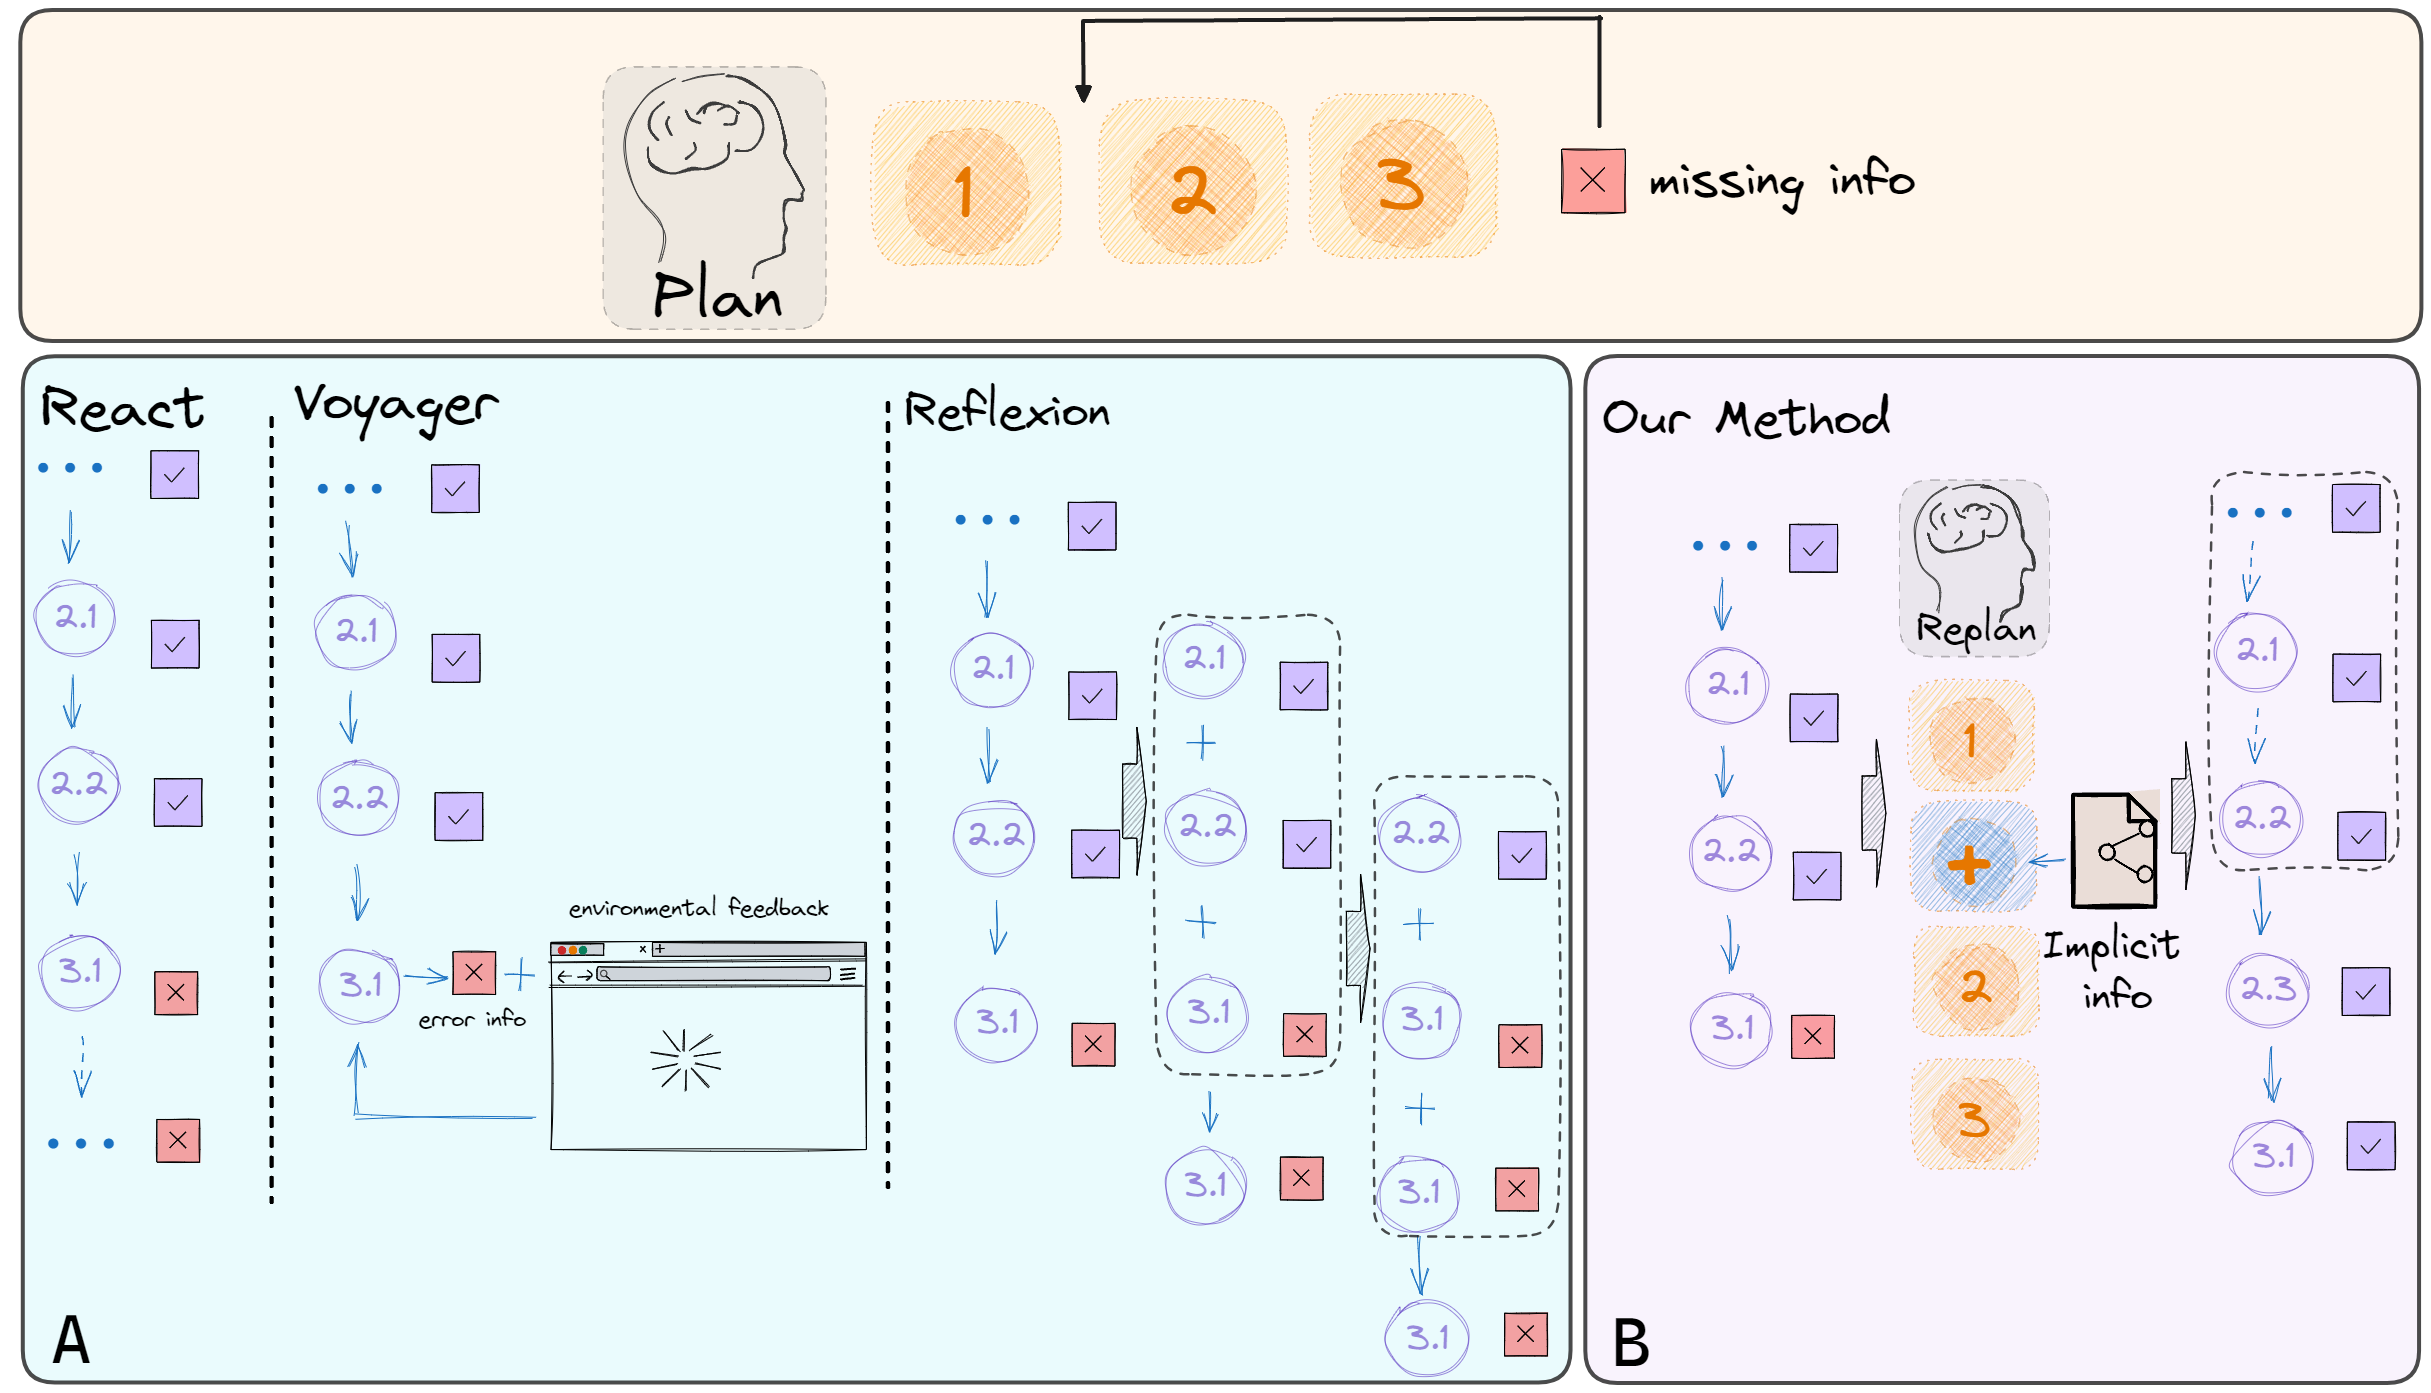 Plan
1
2
3
missing info
React
2.1
2.2
3.1
Voyager
2.1
2.2
3.1
error info
environmental feedback
Reflexion
2.1
2.2
3.1
2.1
+
2.2
+
3.1
3.1
2.2
+
3.1
+
3.1
3.1
A
Our Method
2.1
2.2
3.1
Replan
1
+
2
3
Implicit
info
2.1
2.2
2.3
3.1
B